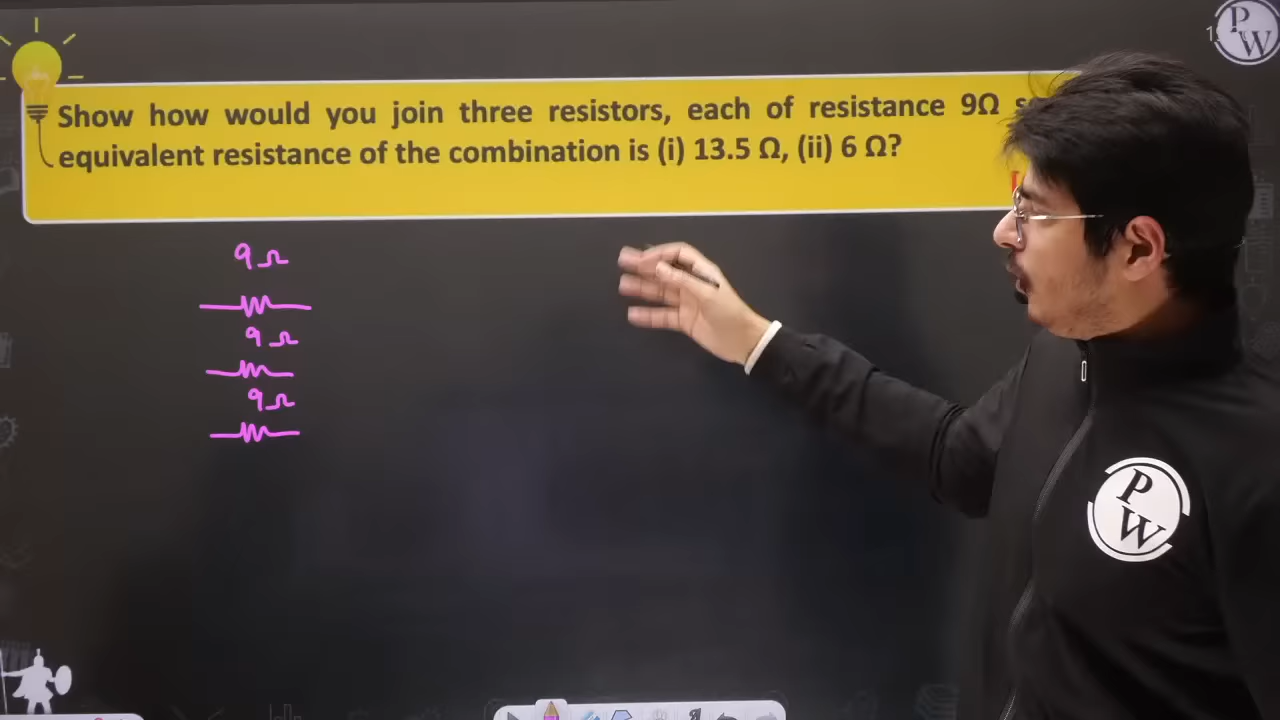 Show how would you join three resistors, each of resistance 9Ω
equivalent resistance of the combination is (i) 13.5 Ω, (ii) 6 Ω?
9Ω
9Ω
9Ω
PW
PW